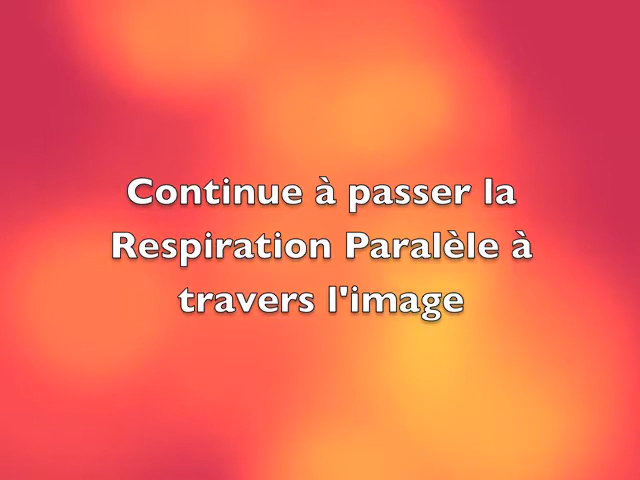 Continue à passer la
Respiration Paralèle à
travers l'image